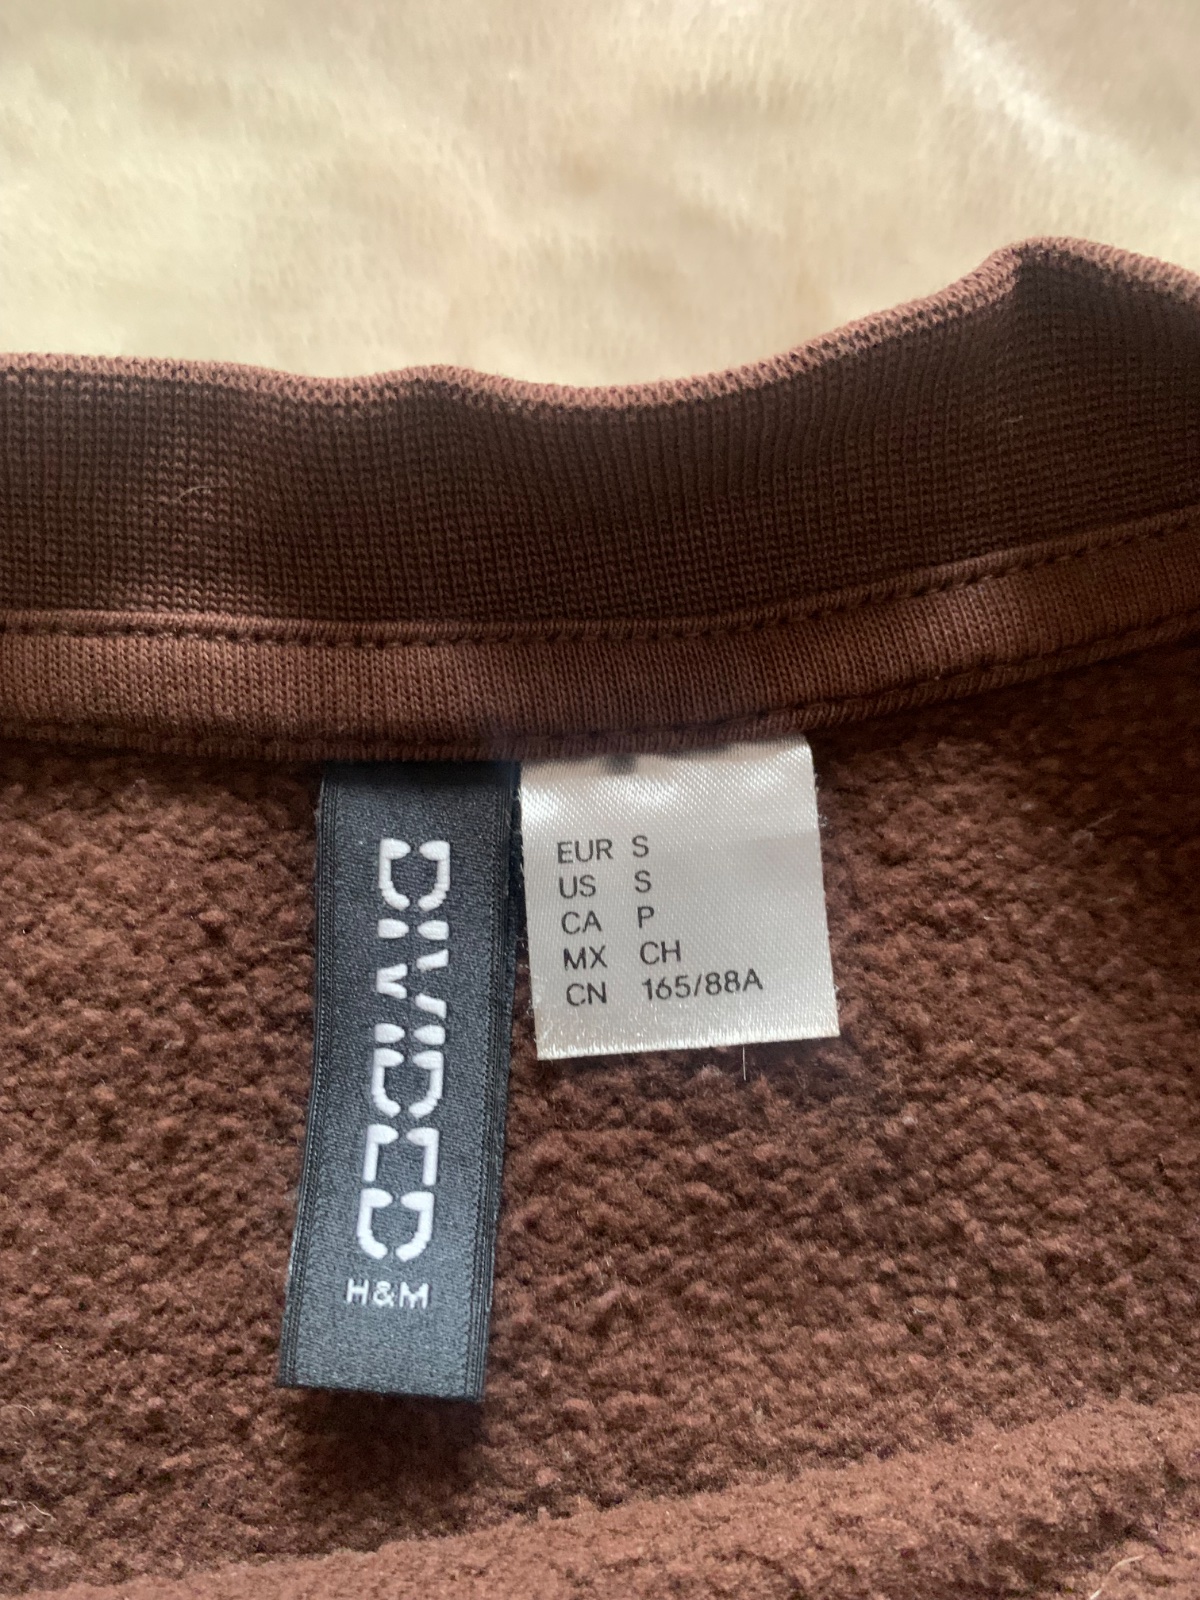 DIVIDED
H&M
EUR S
US S
CA P
MX CH
CN 165/88A